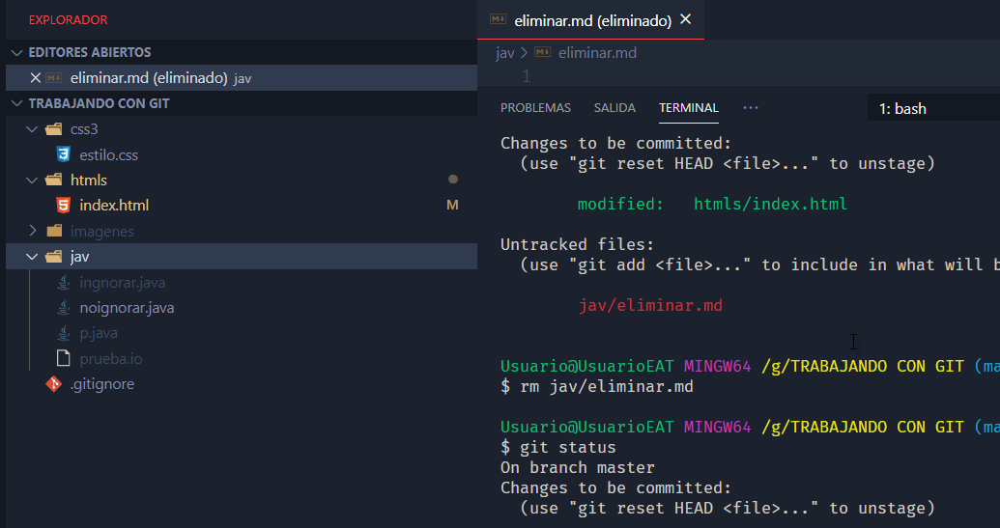 EXPLORADOR
EDITORES ABIERTOS
eliminar.md (eliminado) jav
TRABAJANDO CON GIT
css3
estilo.css
htmls
index.html M
imagenes
jav
ingnorar.java
noignorar.java
p.java
prueba.io
.gitignore
eliminar.md (eliminado)
jav > eliminar.md
1
PROBLEMAS SALIDA TERMINAL ··· 1: bash
Changes to be committed:
(use "git reset HEAD <file>..." to unstage)
modified: htmls/index.html
Untracked files:
(use "git add <file>..." to include in what will b
jav/eliminar.md
Usuario@UsuarioEAT MINGW64 /g/TRABAJANDO CON GIT (ma
$ rm jav/eliminar.md
Usuario@UsuarioEAT MINGW64 /g/TRABAJANDO CON GIT (ma
$ git status
On branch master
Changes to be committed:
(use "git reset HEAD <file>..." to unstage)